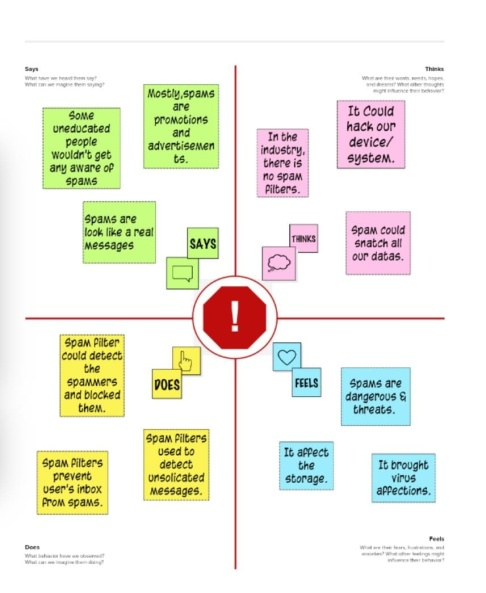 Says
What have we heard them say?
What can we imagine them saying?
Thinks
What are their wants, needs, hopes,
and dreams? What other thoughts
might influence their behavior?
Some
uneducated
people
wouldn't get
any aware of
spams
Mostly,spams
are
promotions
and
advertisemen
ts.
Spams are
look like a real
messages
SAYS
In the
industry,
there is
no spam
filters.
It Could
hack our
device/
system.
THINKS
Spam could
snatch all
our datas.
!
Spam filter
could detect
the
spammers
and blocked
them.
DOES
Spam filters
prevent
user's inbox
from spams.
Spam filters
used to
detect
unsolicated
messages.
FEELS
Spams are
dangerous &
threats.
It affect
the
storage.
It brought
virus
affections.
Does
What behavior have we observed?
What can we imagine them doing?
Feels
What are their fears, frustrations, and
anxieties? What other feelings might
influence their behavior?